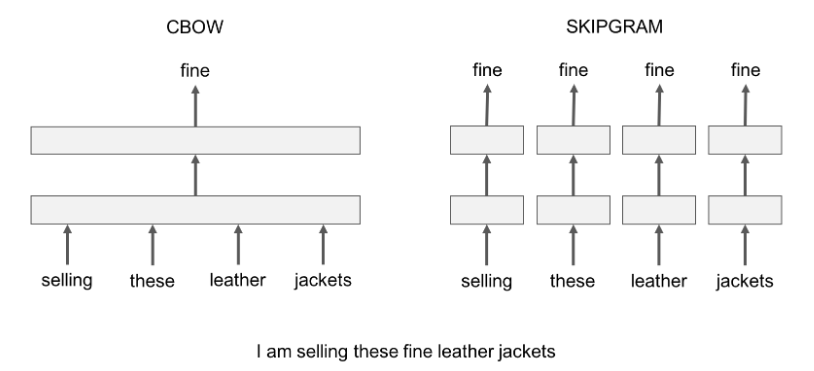 CBOW
SKIPGRAM
fine
fine fine fine fine
selling these leather jackets
selling these leather jackets
I am selling these fine leather jackets